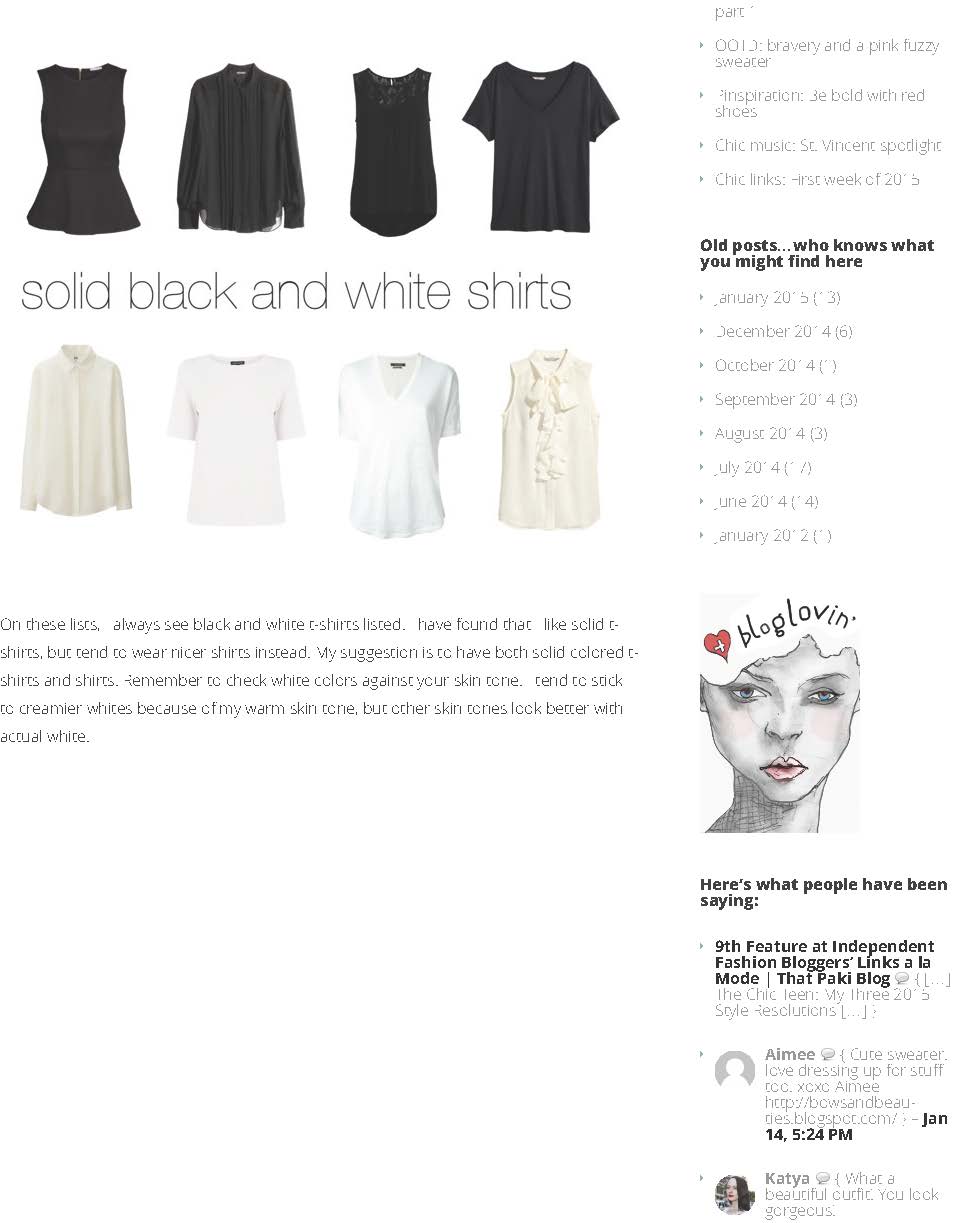 solid black and white shirts
On these lists, always see black and white t-shirts listed. have found that like solid t-
shirts, but tend to wear nicer shirts instead. My suggestion is to have both solid colored t-
shirts and shirts. Remember to check white colors against your skin tone. tend to stick
to creamier whites because of my warm skin tone, but other skin tones look better with
actual white.
part 1
OOTD: bravery and a pink fuzzy
sweater
Pinspiration: Be bold with red
shoes
Chic music: St. Vincent spotlight
Chic links: First week of 2015
Old posts...who knows what
you might find here
January 2015 (13)
December 2014 (6)
October 2014 (1)
September 2014 (3)
August 2014 (3)
July 2014 (17)
June 2014 (14)
January 2012 (1)
bloglovin'
Here's what people have been
saying:
9th Feature at Independent
Fashion Bloggers' Links a la
Mode | That Paki Blog { [...]
The Chic Teen: My Three 2015
Style Resolutions [...] }
Aimee { Cute sweater.
love dressing up for stuff
too. xoxo Aimee
http://bowsandbeau-
ties.blogspot.com/ } – Jan
14, 5:24 PM
Katya { What a
beautiful outfit! You look
gorgeous!